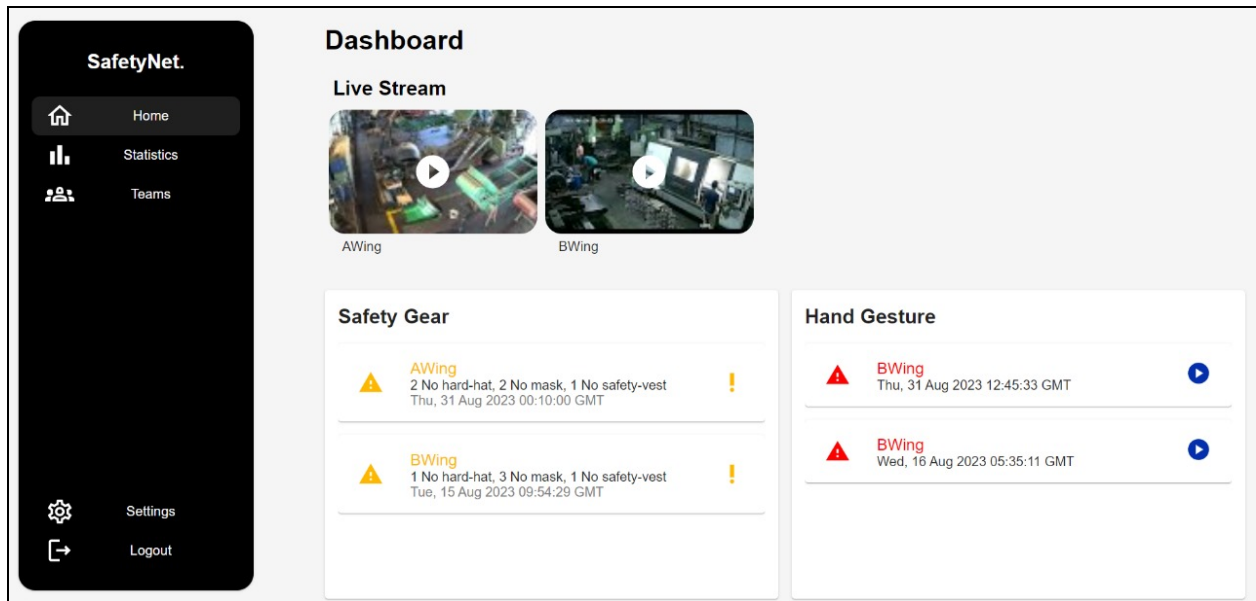 SafetyNet.
Home
Statistics
Teams
Settings
Logout
Dashboard
Live Stream
AWing
BWing
Safety Gear
AWing
2 No hard-hat, 2 No mask, 1 No safety-vest
Thu, 31 Aug 2023 00:10:00 GMT
BWing
1 No hard-hat, 3 No mask, 1 No safety-vest
Tue, 15 Aug 2023 09:54:29 GMT
Hand Gesture
BWing
Thu, 31 Aug 2023 12:45:33 GMT
BWing
Wed, 16 Aug 2023 05:35:11 GMT